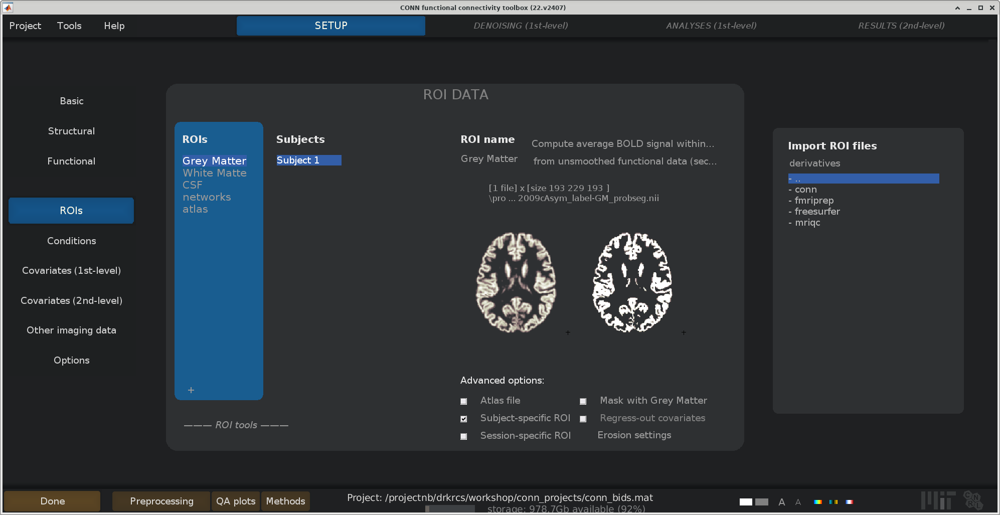 CONN functional connectivity toolbox (22.v2407)
Project Tools Help SETUP DENOISING (1st-level) ANALYSES (1st-level) RESULTS (2nd-level)
Basic
Structural
Functional
ROIs
Conditions
Covariates (1st-level)
Covariates (2nd-level)
Other imaging data
Options
ROI DATA
ROIs
Grey Matter
White Matte
CSF
networks
atlas
+
——— ROI tools ———
Subjects
Subject 1
ROI name
Grey Matter
Compute average BOLD signal within...
from unsmoothed functional data (sec...
[1 file] x [size 193 229 193 ]
\pro ... 2009cAsym_label-GM_probseg.nii
Advanced options:
Atlas file
Subject-specific ROI
Session-specific ROI
Mask with Grey Matter
Regress-out covariates
Erosion settings
Import ROI files
derivatives
- ..
- conn
- fmriprep
- freesurfer
- mriqc
Done Preprocessing QA plots Methods
Project: /projectnb/drkrcs/workshop/conn_projects/conn_bids.mat
storage: 978.7Gb available (92%)
A A
CNRL